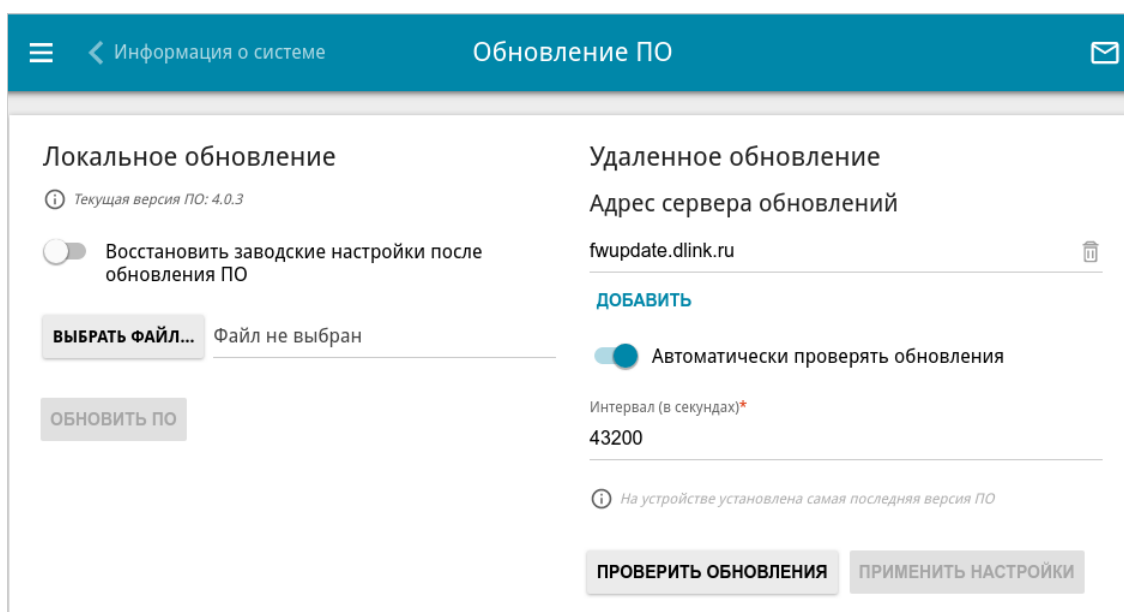 Информация о системе
Обновление ПО
Локальное обновление
Текущая версия ПО: 4.0.3
Восстановить заводские настройки после
обновления ПО
ВЫБРАТЬ ФАЙЛ...
Файл не выбран
ОБНОВИТЬ ПО
Удаленное обновление
Адрес сервера обновлений
fwupdate.dlink.ru
ДОБАВИТЬ
Автоматически проверять обновления
Интервал (в секундах)*
43200
На устройстве установлена самая последняя версия ПО
ПРОВЕРИТЬ ОБНОВЛЕНИЯ
ПРИМЕНИТЬ НАСТРОЙКИ